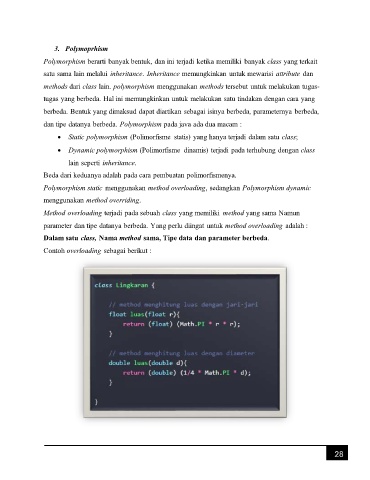 3. Polymoprhism
Polymorphism berarti banyak bentuk, dan ini terjadi ketika memiliki banyak class yang terkait
satu sama lain melalui inheritance. Inheritance memungkinkan untuk mewarisi attribute dan
methods dari class lain. polymorphism menggunakan methods tersebut untuk melakukan tugas-
tugas yang berbeda. Hal ini memungkinkan untuk melakukan satu tindakan dengan cara yang
berbeda. Bentuk yang dimaksud dapat diartikan sebagai isinya berbeda, parameternya berbeda,
dan tipe datanya berbeda. Polymorphism pada java ada dua macam :
• Static polymorphism (Polimorfisme statis) yang hanya terjadi dalam satu class;
• Dynamic polymorphism (Polimorfisme dinamis) terjadi pada terhubung dengan class
lain seperti inheritance.
Beda dari keduanya adalah pada cara pembuatan polimorfismenya.
Polymorphism static menggunakan method overloading, sedangkan Polymorphism dynamic
menggunakan method overriding.
Method overloading terjadi pada sebuah class yang memiliki method yang sama Namun
parameter dan tipe datanya berbeda. Yang perlu diingat untuk method overloading adalah :
Dalam satu class, Nama method sama, Tipe data dan parameter berbeda.
Contoh overloading sebagai berikut :
class Lingkaran {
// method menghitung luas dengan jari-jari
float luas(float r){
return (float) (Math.PI * r * r);
}
// method menghitung luas dengan diameter
double luas(double d){
return (double) (1/4 * Math.PI * d);
}
}
28